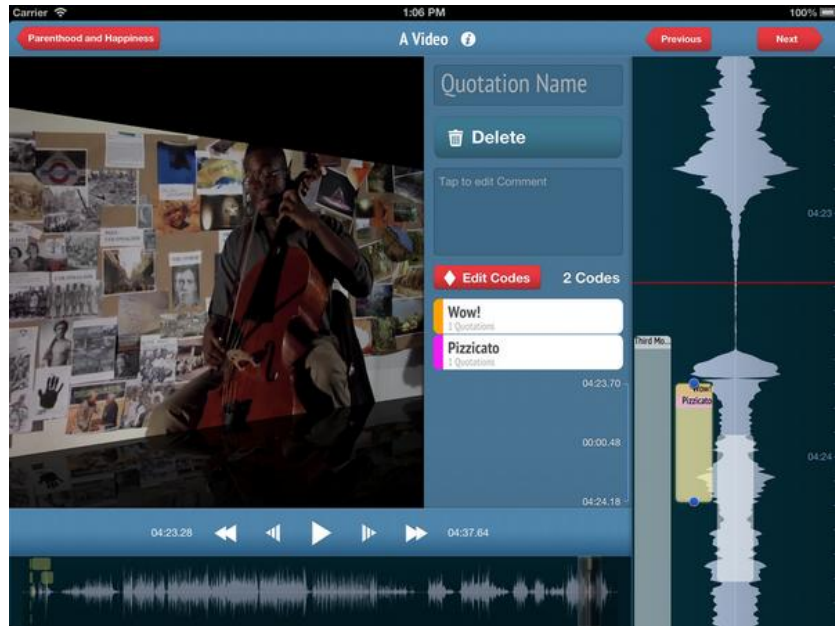 Carrier 1:06 PM 100%
Parenthood and Happiness A Video i Previous Next
Quotation Name
Delete
Tap to edit Comment
Edit Codes 2 Codes
Wow!
1 Quotations
Pizzicato
1 Quotations
04:23.70
00:00.48
04:24.18
04:23.28 04:37.64
04:23
Third Mo...
Wow!
Pizzicato
04:24